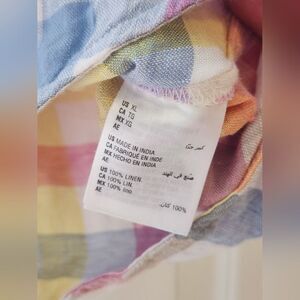 US XL
CA TG
MX XG
AE كبير جدًا
US MADE IN INDIA
CA FABRIQUÉ EN INDE
MX HECHO EN INDIA
AE صنع في الهند
US 100% LINEN.
CA 100% LIN.
MX 100% lino.
AE 100% كتان.